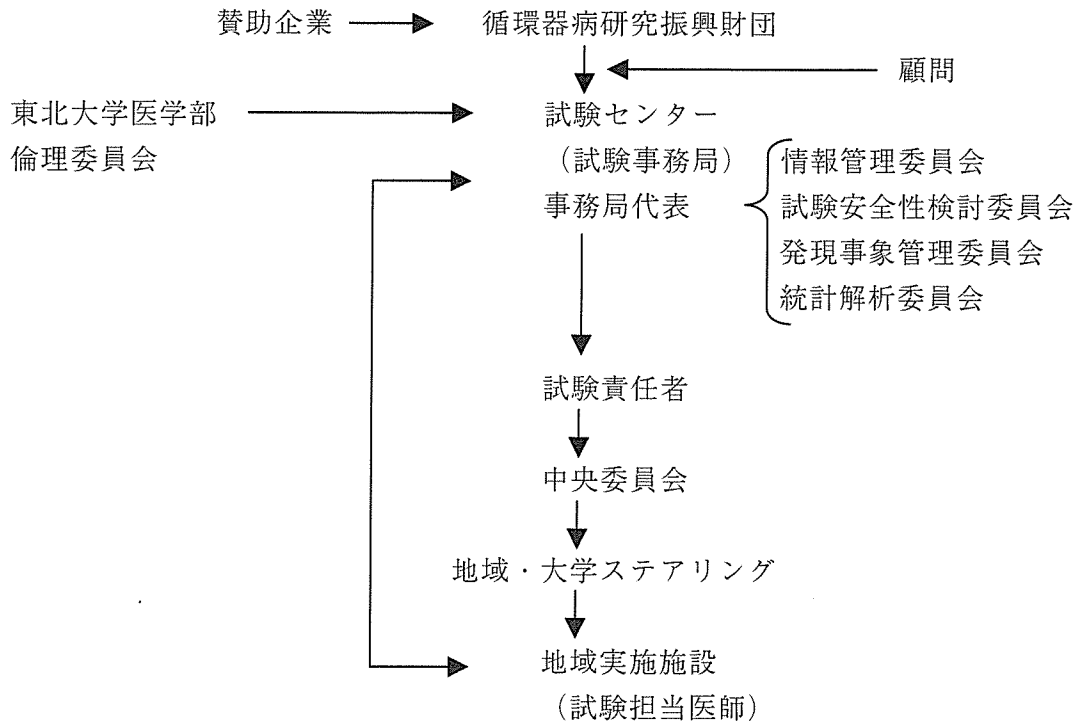 賛助企業
循環器病研究振興財団
顧問
東北大学医学部
倫理委員会
試験センター
（試験事務局）
事務局代表
情報管理委員会
試験安全性検討委員会
発現事象管理委員会
統計解析委員会
試験責任者
中央委員会
地域・大学ステアリング
地域実施施設
（試験担当医師）